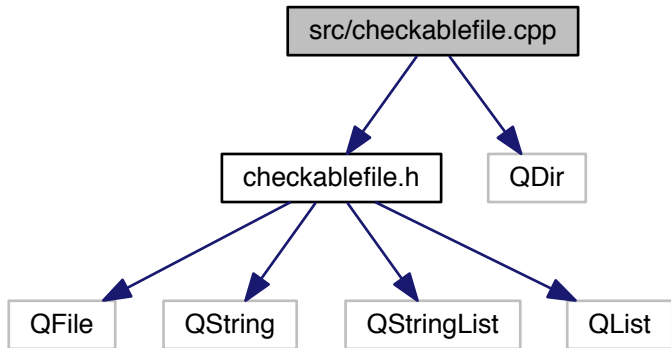 src/checkablefile.cpp
checkablefile.h
QDir
QFile
QString
QStringList
QList